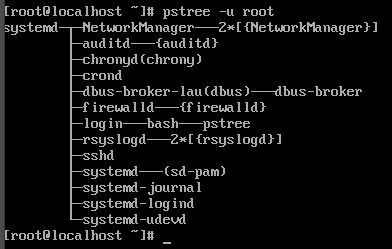 [root@localhost ~]# pstree -u root
systemd─┬─NetworkManager───2*[{NetworkManager}]
        ├─auditd───{auditd}
        ├─chronyd(chrony)
        ├─crond
        ├─dbus-broker-lau(dbus)───dbus-broker
        ├─firewalld───{firewalld}
        ├─login───bash───pstree
        ├─rsyslogd───2*[{rsyslogd}]
        ├─sshd
        ├─systemd───(sd-pam)
        ├─systemd-journal
        ├─systemd-logind
        └─systemd-udevd
[root@localhost ~]# _